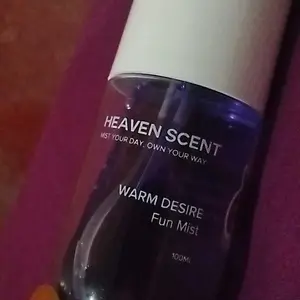 HEAVEN SCENT
MIST YOUR DAY, OWN YOUR WAY
WARM DESIRE
Fun Mist
100ML